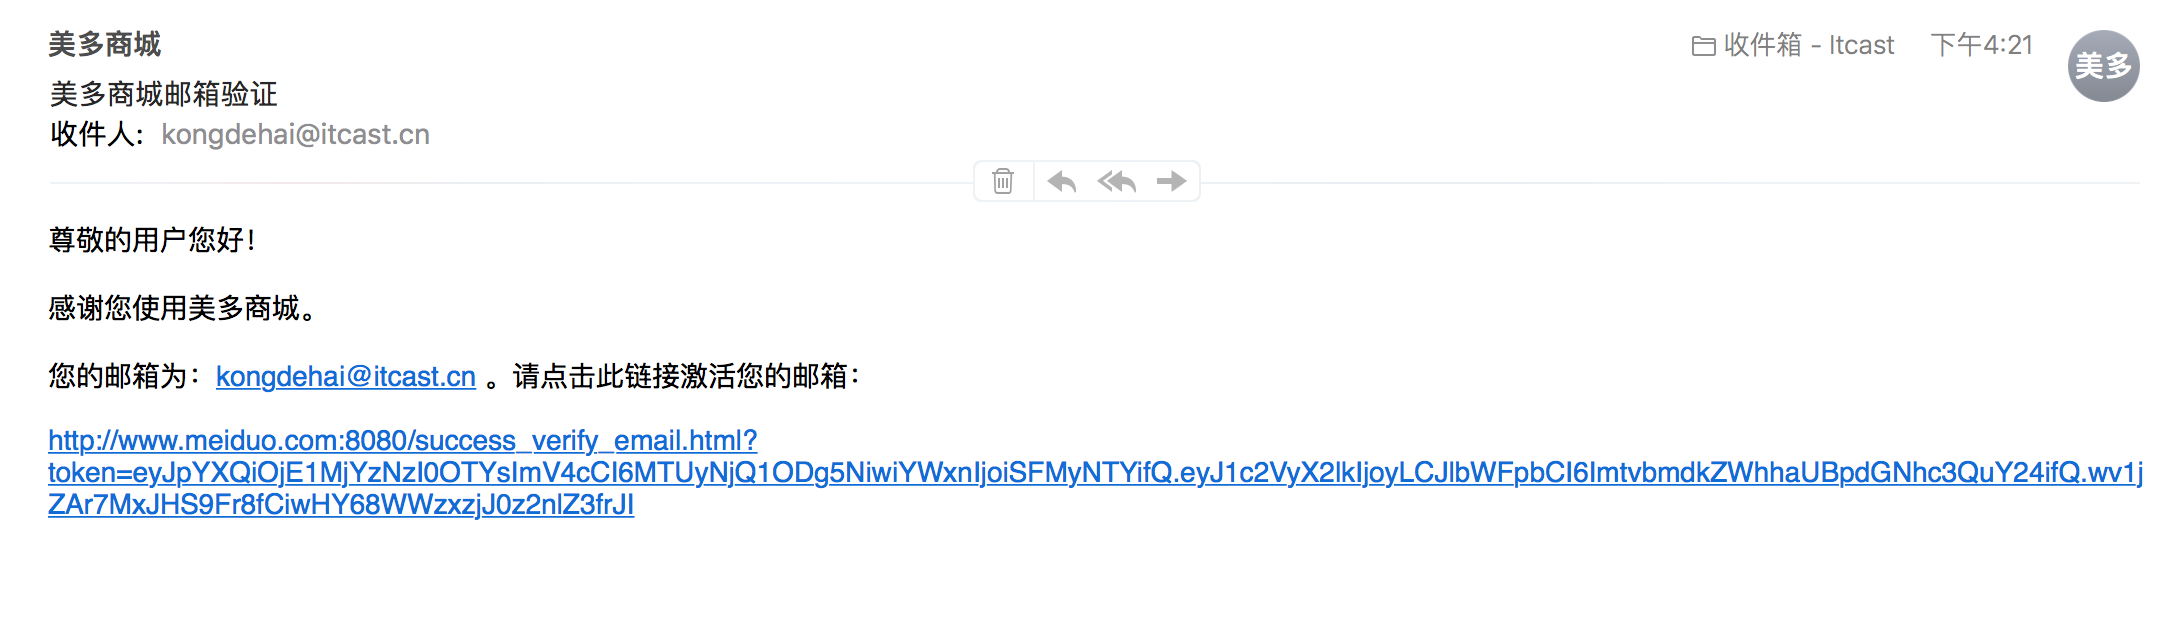 美多商城
收件箱 - Itcast 下午4:21
美多
美多商城邮箱验证
收件人： kongdehai@itcast.cn
尊敬的用户您好！
感谢您使用美多商城。
您的邮箱为：kongdehai@itcast.cn 。请点击此链接激活您的邮箱：
http://www.meiduo.com:8080/success_verify_email.html?
token=eyJpYXQiOjE1MjYzNzI0OTYsImV4cCI6MTUyNjQ1ODg5NiwiYWxnIjoiSFMyNTYifQ.eyJ1c2VyX2lkIjoyLCJlbWFpbCI6ImtvbmdkZWhhaUBpdGNhc3QuY24ifQ.wv1j
ZAr7MxJHS9Fr8fCiwHY68WWzxzjJ0z2nlZ3frJI